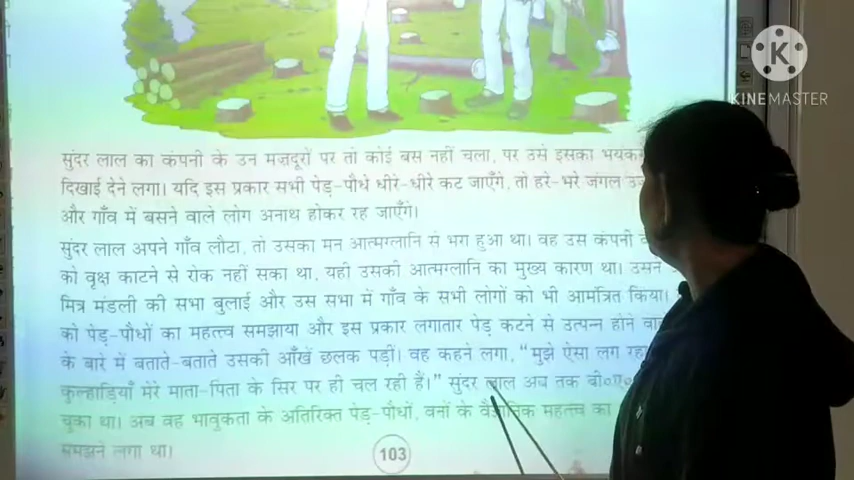 K
KINEMASTER
सुंदर लाल का कंपनी के उन मज़दूरों पर तो कोई बस नहीं चला, पर उसे इसका
दिखाई देने लगा। यदि इस प्रकार सभी पेड़-पौधे धीरे-धीरे कट जाएँगे, तो हरे-भरे जंगल
और गाँव में बसने वाले लोग अनाथ होकर रह जाएँगे।
सुंदर लाल अपने गाँव लौटा, तो उसका मन आत्मग्लानि से भरा हुआ था। वह उस कंपनी
को वृक्ष काटने से रोक नहीं सका था, यही उसकी आत्मग्लानि का मुख्य कारण था। उसने
मित्र मंडली की सभा बुलाई और उस सभा में गाँव के सभी लोगों को भी आमंत्रित किया।
को पेड़-पौधों का महत्त्व समझाया और इस प्रकार लगातार पेड़ कटने से उत्पन्न होने
के बारे में बताते-बताते उसकी आँखें छलक पड़ीं। वह कहने लगा, "मुझे ऐसा लग
कुल्हाड़ियाँ मेरे माता-पिता के सिर पर ही चल रही हैं।" सुंदर लाल अब तक
चुका था। अब वह भावुकता के अतिरिक्त पेड़-पौधों, वनों के वैज्ञानिक महत्त्व का
समझने लगा था।
103